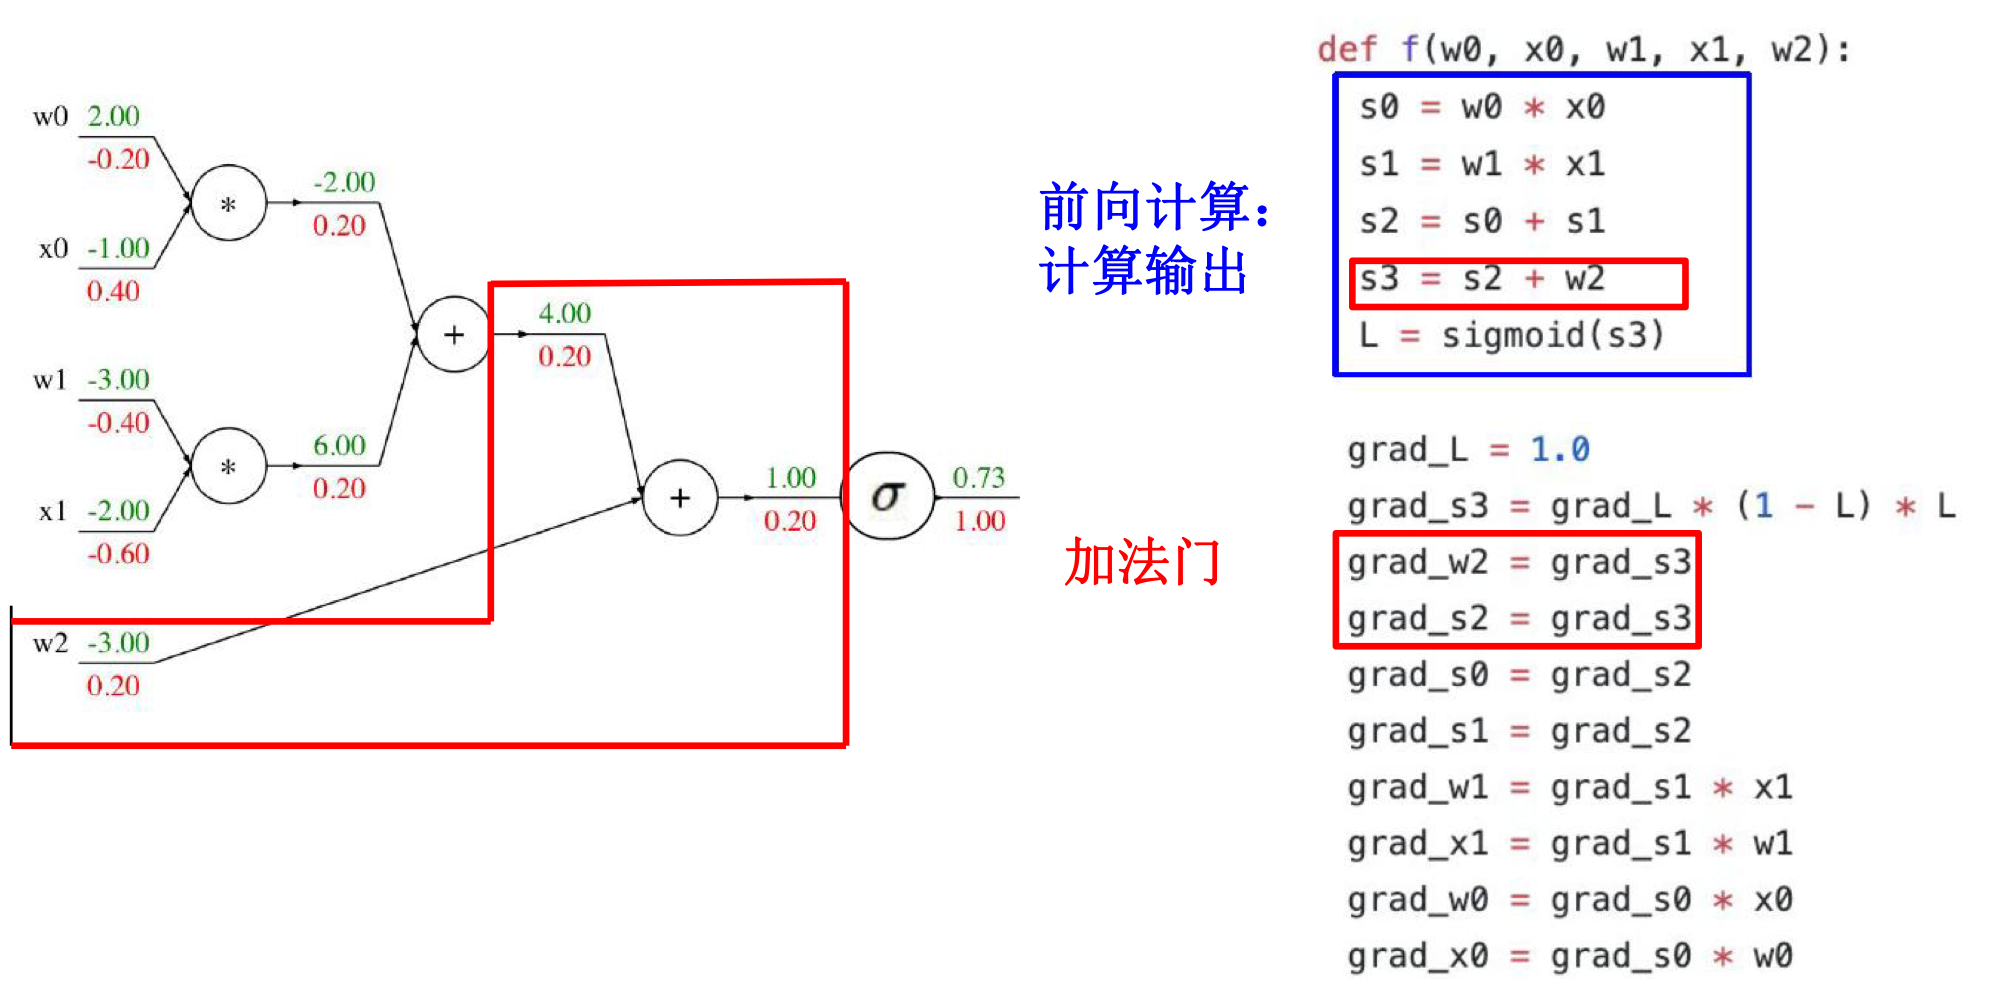 w0 2.00
-0.20
*
-2.00
0.20
x0 -1.00
0.40
+
4.00
0.20
w1 -3.00
-0.40
*
6.00
0.20
x1 -2.00
-0.60
+
1.00
0.20
σ
0.73
1.00
w2 -3.00
0.20
前向计算：
计算输出
加法门
def f(w0, x0, w1, x1, w2):
s0 = w0 * x0
s1 = w1 * x1
s2 = s0 + s1
s3 = s2 + w2
L = sigmoid(s3)
grad_L = 1.0
grad_s3 = grad_L * (1 - L) * L
grad_w2 = grad_s3
grad_s2 = grad_s3
grad_s0 = grad_s2
grad_s1 = grad_s2
grad_w1 = grad_s1 * x1
grad_x1 = grad_s1 * w1
grad_w0 = grad_s0 * x0
grad_x0 = grad_s0 * w0